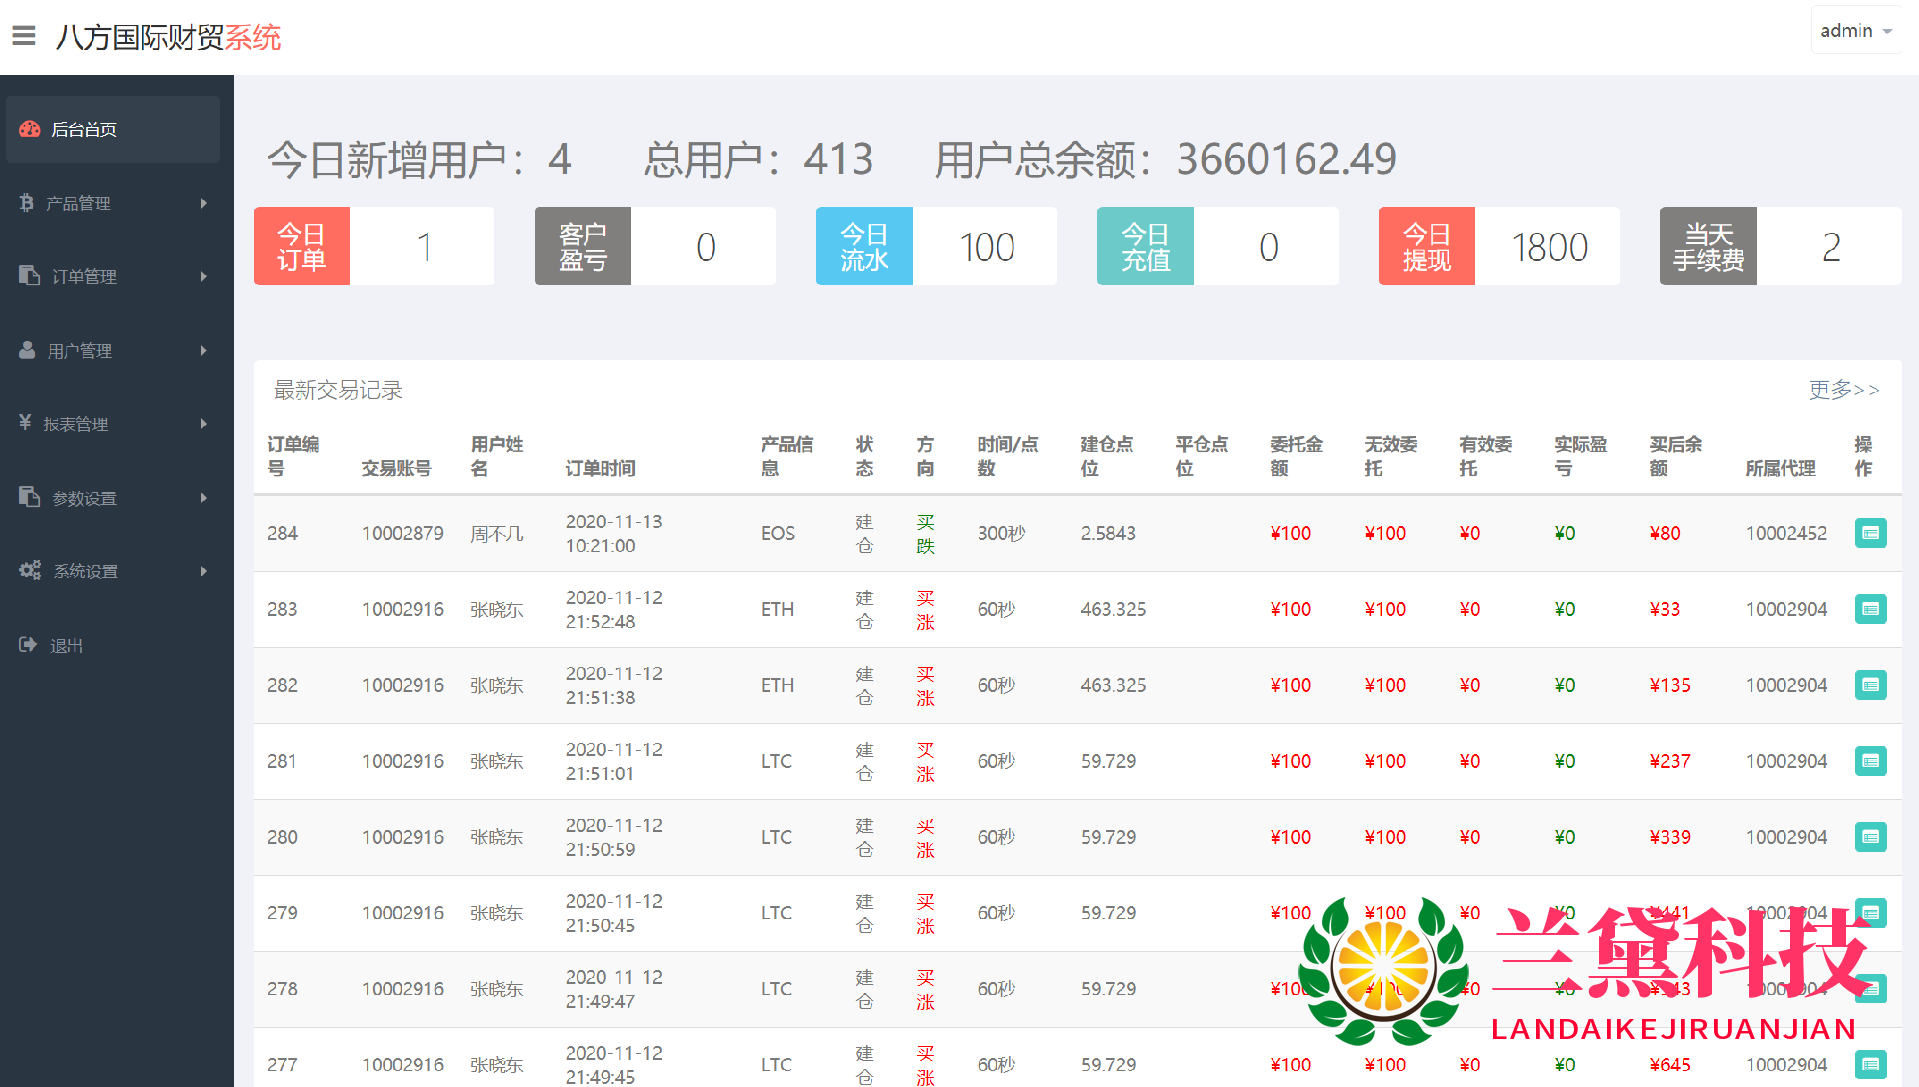 八方国际财贸系统
admin
后台首页
产品管理
订单管理
用户管理
报表管理
参数设置
系统设置
退出
今日新增用户：4 总用户：413 用户总余额：3660162.49
今日订单 1
客户盈亏 0
今日流水 100
今日充值 0
今日提现 1800
当天手续费 2
最新交易记录 更多>>
订单编号 交易账号 用户姓名 订单时间 产品信息 状态 方向 时间/点数 建仓点位 平仓点位 委托金额 无效委托 有效委托 实际盈亏 买后余额 所属代理 操作
284 10002879 周不几 2020-11-13 10:21:00 EOS 建仓 买跌 300秒 2.5843 ¥100 ¥100 ¥0 ¥0 ¥80 10002452
283 10002916 张晓东 2020-11-12 21:52:48 ETH 建仓 买涨 60秒 463.325 ¥100 ¥100 ¥0 ¥0 ¥33 10002904
282 10002916 张晓东 2020-11-12 21:51:38 ETH 建仓 买涨 60秒 463.325 ¥100 ¥100 ¥0 ¥0 ¥135 10002904
281 10002916 张晓东 2020-11-12 21:51:01 LTC 建仓 买涨 60秒 59.729 ¥100 ¥100 ¥0 ¥0 ¥237 10002904
280 10002916 张晓东 2020-11-12 21:50:59 LTC 建仓 买涨 60秒 59.729 ¥100 ¥100 ¥0 ¥0 ¥339 10002904
279 10002916 张晓东 2020-11-12 21:50:45 LTC 建仓 买涨 60秒 59.729 ¥100 ¥100 ¥0 ¥0 ¥441 10002904
278 10002916 张晓东 2020-11-12 21:49:47 LTC 建仓 买涨 60秒 59.729 ¥100 ¥100 ¥0 ¥0 10002904
277 10002916 张晓东 2020-11-12 21:49:45 LTC 建仓 买涨 60秒 59.729 ¥100 ¥100 ¥0 ¥0 ¥645 10002904
兰黛科技
LANDAIKEJIRUANJIAN